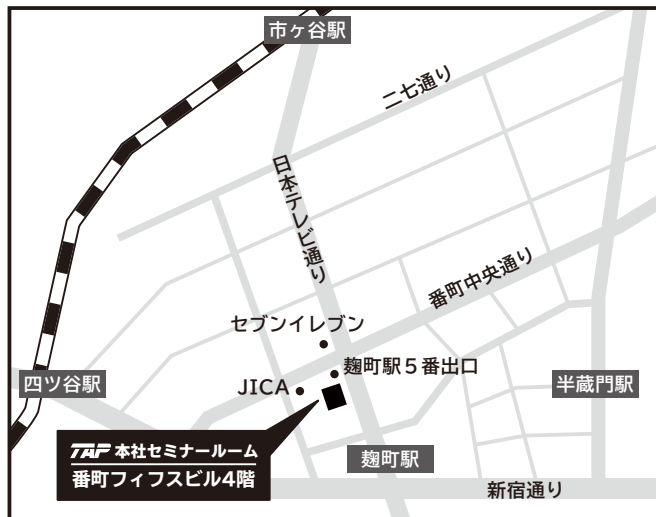 市ヶ谷駅
二七通り
日本テレビ通り
番町中央通り
セブンイレブン
麹町駅5番出口
四ツ谷駅
JICA
半蔵門駅
TAP 本社セミナールーム
番町フィフスビル4階
麹町駅
新宿通り